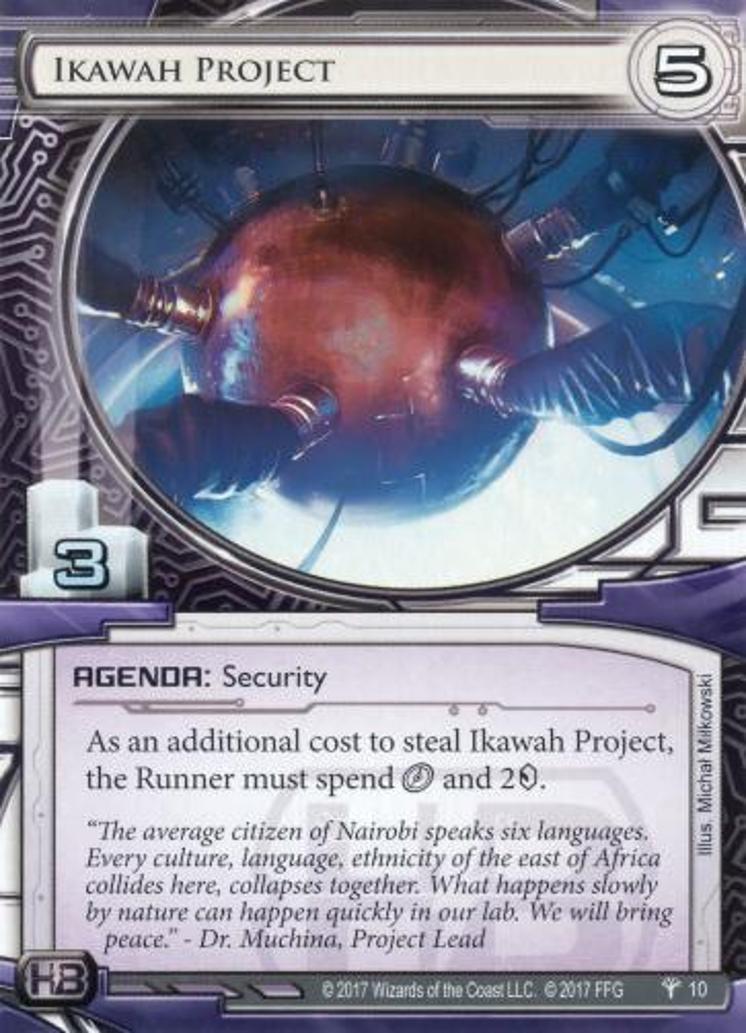 Ikawah Project
5
3
AGENDA: Security
As an additional cost to steal Ikawah Project,
the Runner must spend and 2.
"The average citizen of Nairobi speaks six languages.
Every culture, language, ethnicity of the east of Africa
collides here, collapses together. What happens slowly
by nature can happen quickly in our lab. We will bring
peace." - Dr. Muchina, Project Lead
Illus. Michał Miłkowski
HB
© 2017 Wizards of the Coast LLC. © 2017 FFG
10